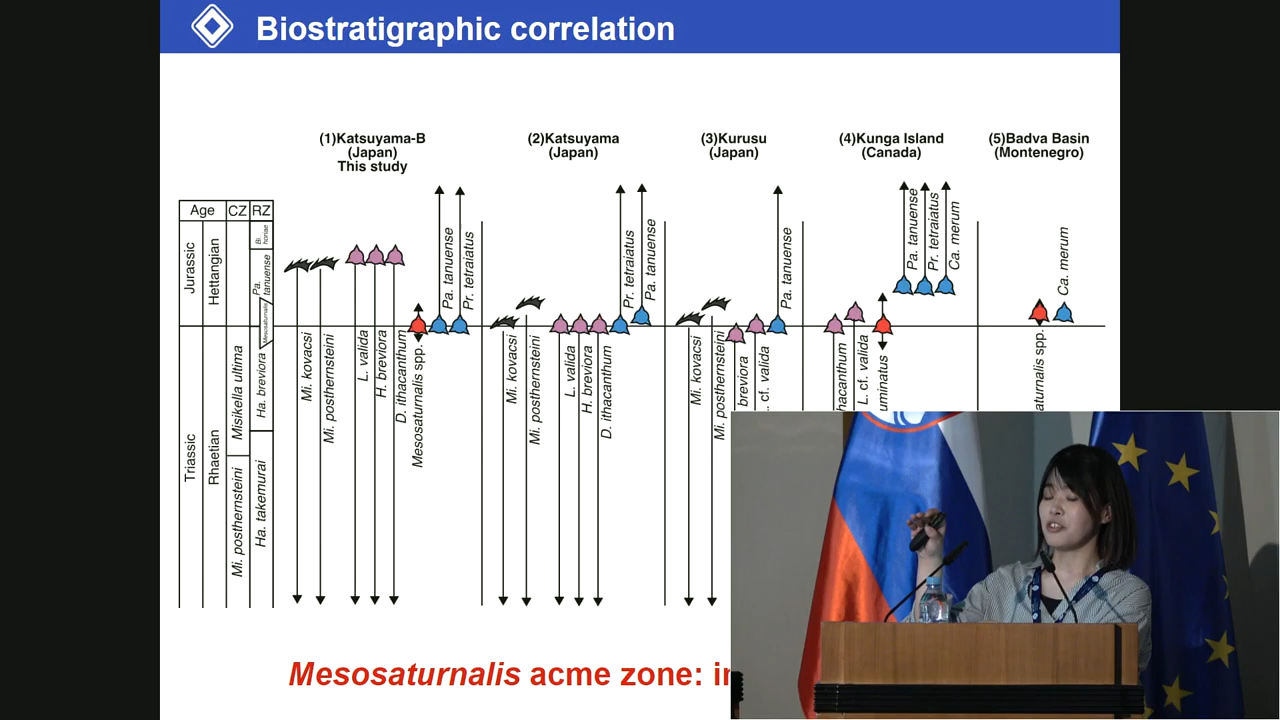 Biostratigraphic correlation
(1)Katsuyama-B
(Japan)
This study
(2)Katsuyama
(Japan)
(3)Kurusu
(Japan)
(4)Kunga Island
(Canada)
(5)Badva Basin
(Montenegro)
Age
CZ
RZ
Jurassic
Hettangian
Triassic
Rhaetian
Misikella ultima
Mi. posthernsteini
Pa.
tanuense
Ha. breviora
Ha. takemurai
Mi. kovacsi
Mi. posthernsteini
L. valida
H. breviora
D. ithacanthum
Mesosaturnalis spp.
Pa. tanuense
Pr. tetraiatus
Mi. kovacsi
Mi. posthernsteini
L. valida
H. breviora
D. ithacanthum
Pr. tetraiatus
Pa. tanuense
Mi. kovacsi
Mi. posthernsteini
breviora
. cf. valida
Pa. tanuense
hacanthum
L. cf. valida
uminatus
Pa. tanuense
Pr. tetraiatus
Ca. merum
aturnalis spp.
Ca. merum
Mesosaturnalis acme zone: